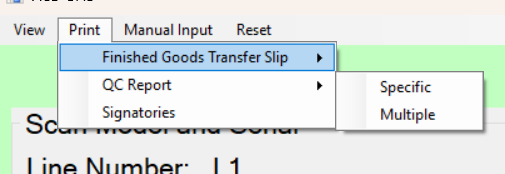 View Print Manual Input Reset
Finished Goods Transfer Slip
QC Report
Specific
Signatories
Multiple
Scan Model and Serial
Line Number: L1